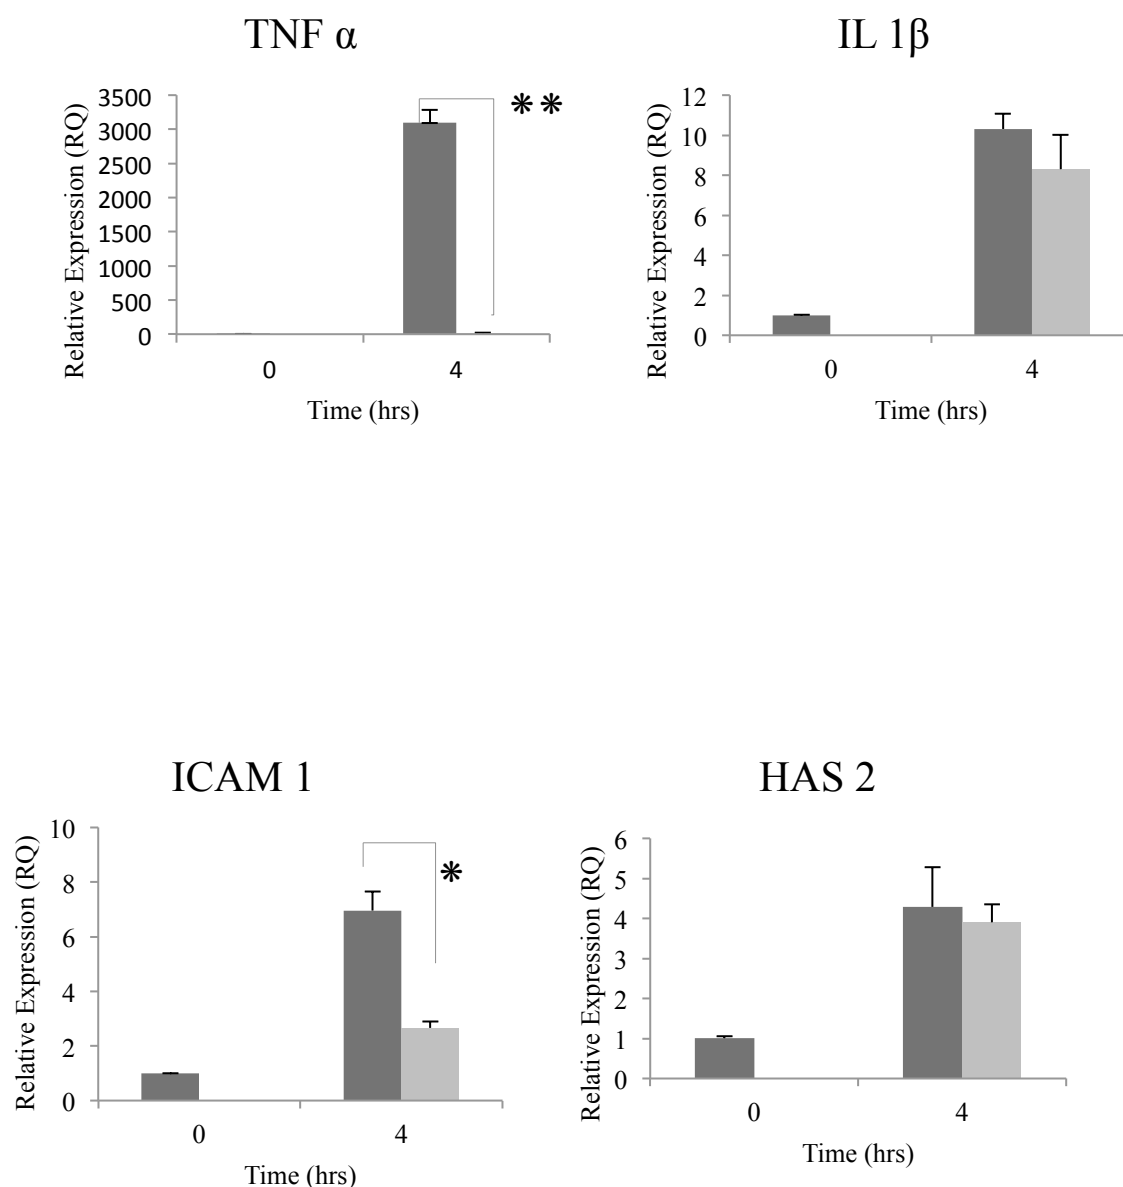 TNF α
Relative Expression (RQ)
3500
3000
2500
2000
1500
1000
500
0
**
0 4
Time (hrs)
IL 1β
Relative Expression (RQ)
12
10
8
6
4
2
0
0 4
Time (hrs)
ICAM 1
Relative Expression (RQ)
10
8
6
4
2
0
*
0 4
Time (hrs)
HAS 2
Relative Expression (RQ)
6
5
4
3
2
1
0
0 4
Time (hrs)